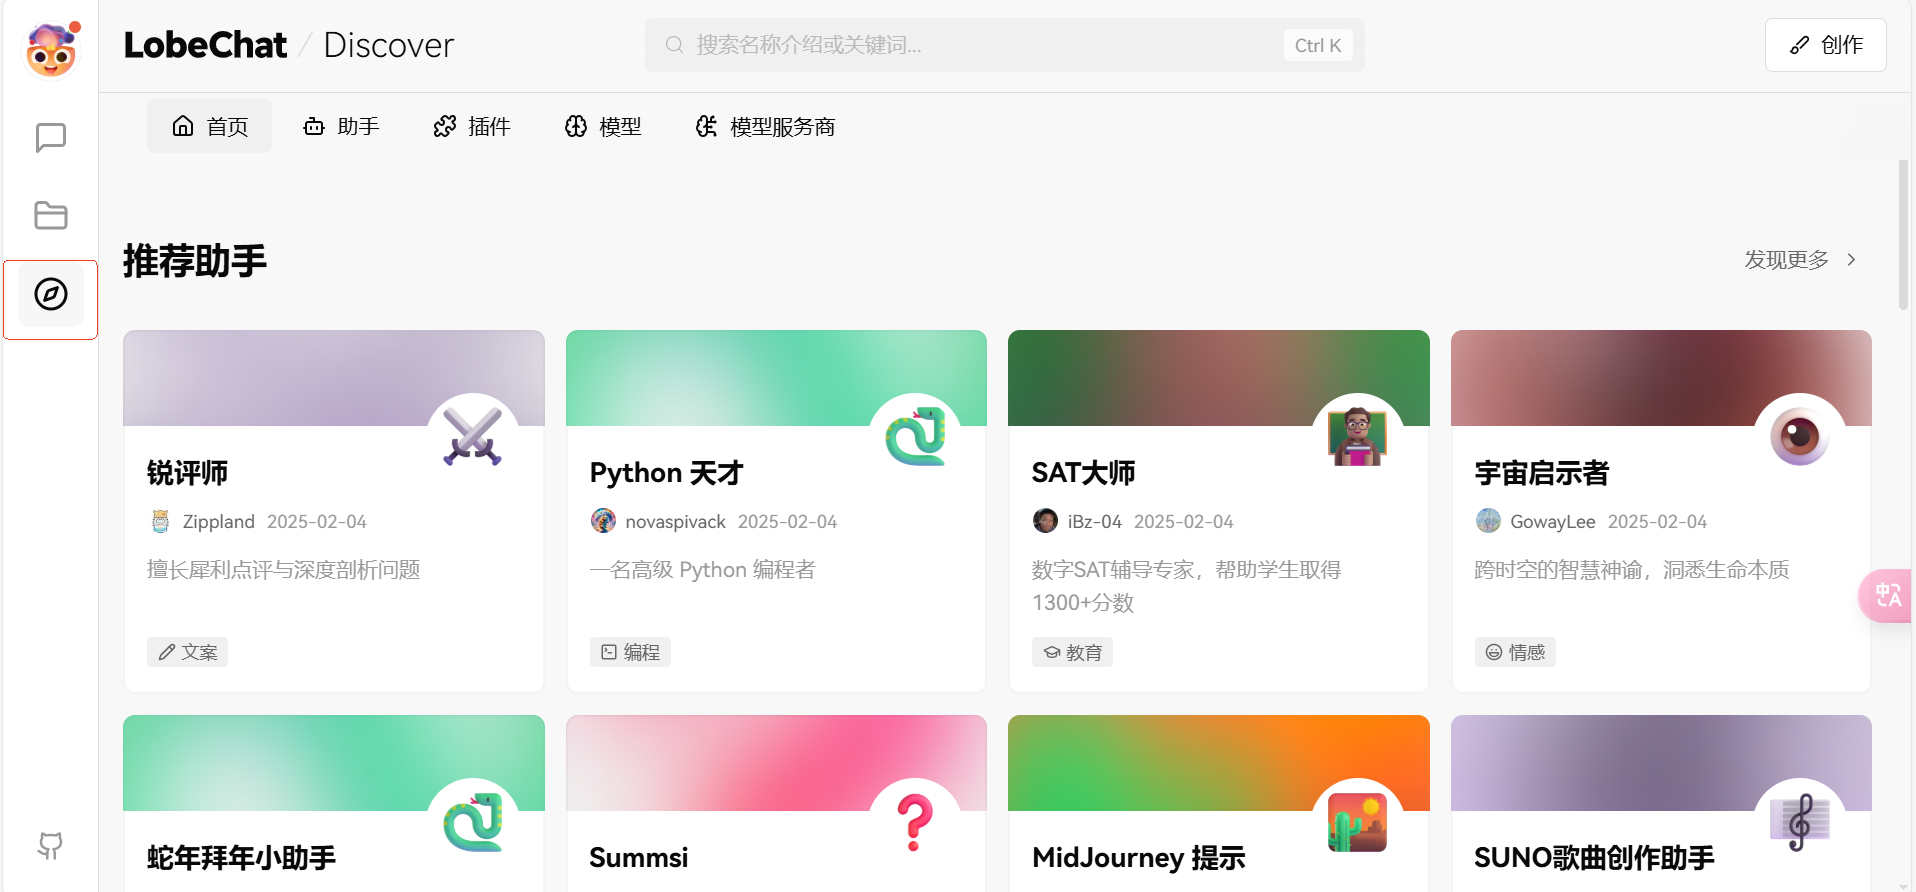 LobeChat / Discover
搜索名称介绍或关键词...
Ctrl K
创作
首页
助手
插件
模型
模型服务商
推荐助手
发现更多
锐评师
Zippland 2025-02-04
擅长犀利点评与深度剖析问题
文案
Python 天才
novaspivack 2025-02-04
一名高级 Python 编程者
编程
SAT大师
iBz-04 2025-02-04
数字SAT辅导专家，帮助学生取得
1300+分数
教育
宇宙启示者
GowayLee 2025-02-04
跨时空的智慧神谕，洞悉生命本质
情感
中A
蛇年拜年小助手
Summsi
MidJourney 提示
SUNO歌曲创作助手